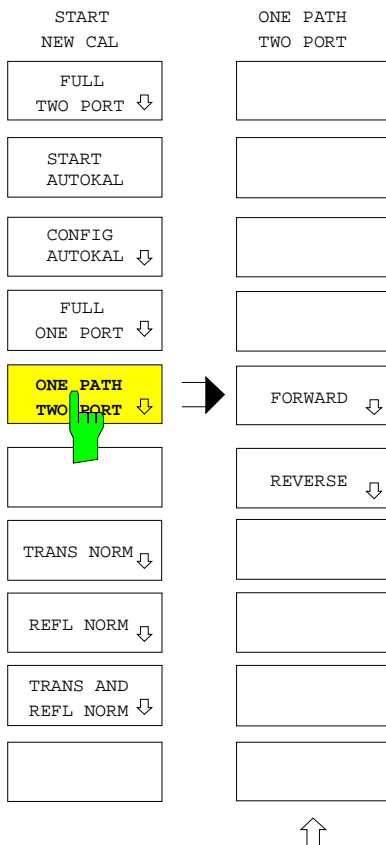 START
NEW CAL
FULL
TWO PORT
START
AUTOKAL
CONFIG
AUTOKAL
FULL
ONE PORT
ONE PATH
TWO PORT
TRANS NORM
REFL NORM
TRANS AND
REFL NORM
ONE PATH
TWO PORT
FORWARD
REVERSE